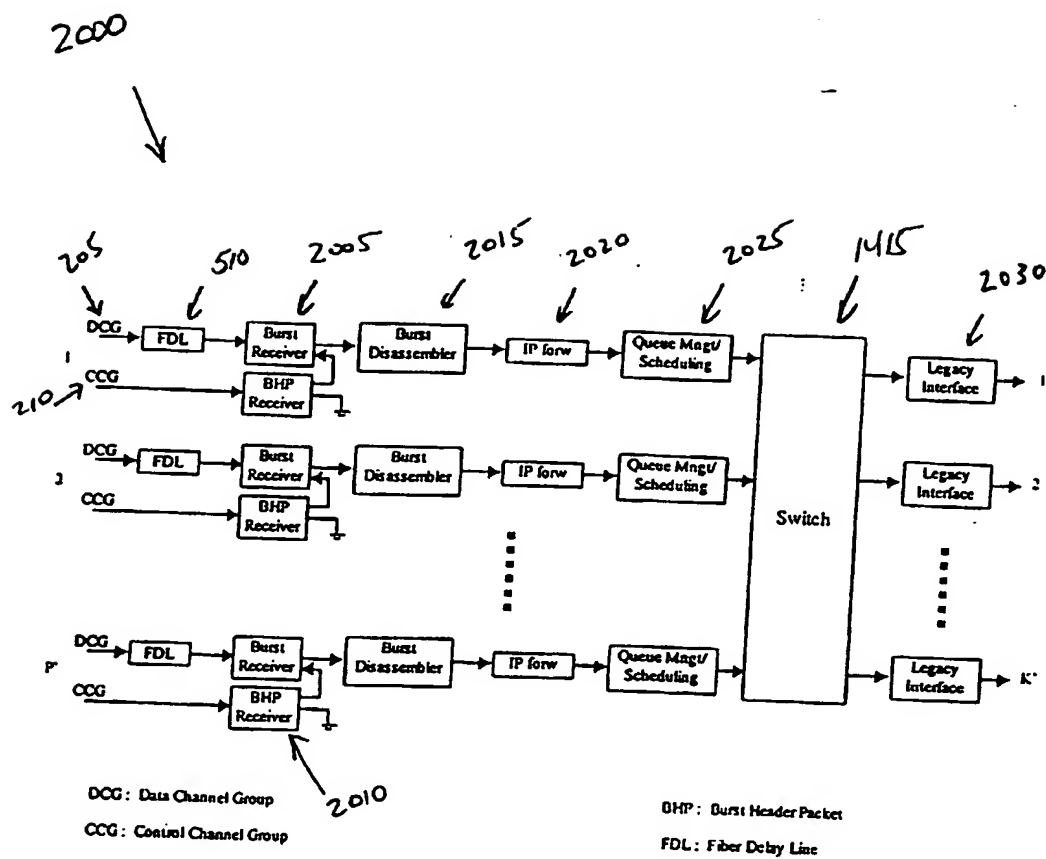 2000
205
510
2005
2015
2020
2025
1415
2030
DCG
FDL
Burst
Receiver
Burst
Disassembler
IP forw
Queue Mngt/
Scheduling
Legacy
Interface
1
1
CCG
BHP
Receiver
210
DCG
FDL
Burst
Receiver
Burst
Disassembler
IP forw
Queue Mngt/
Scheduling
Legacy
Interface
2
2
CCG
BHP
Receiver
Switch
DCG
FDL
Burst
Receiver
Burst
Disassembler
IP forw
Queue Mngt/
Scheduling
Legacy
Interface
K'
P'
CCG
BHP
Receiver
2010
DCG: Data Channel Group
BHP: Burst Header Packet
CCG: Control Channel Group
FDL: Fiber Delay Line